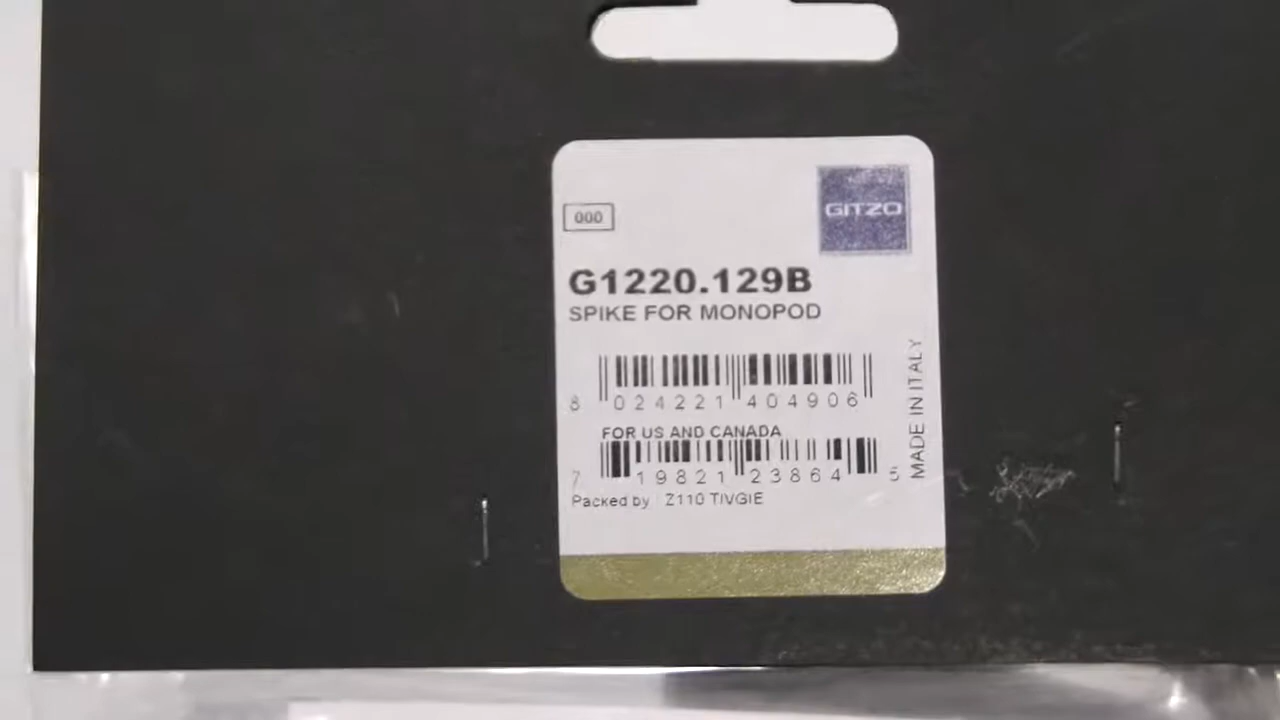 000
GITZO
G1220.129B
SPIKE FOR MONOPOD
8 024221 404906
FOR US AND CANADA
7 19821 23864 5
Packed by Z110 TIVGIE
MADE IN ITALY